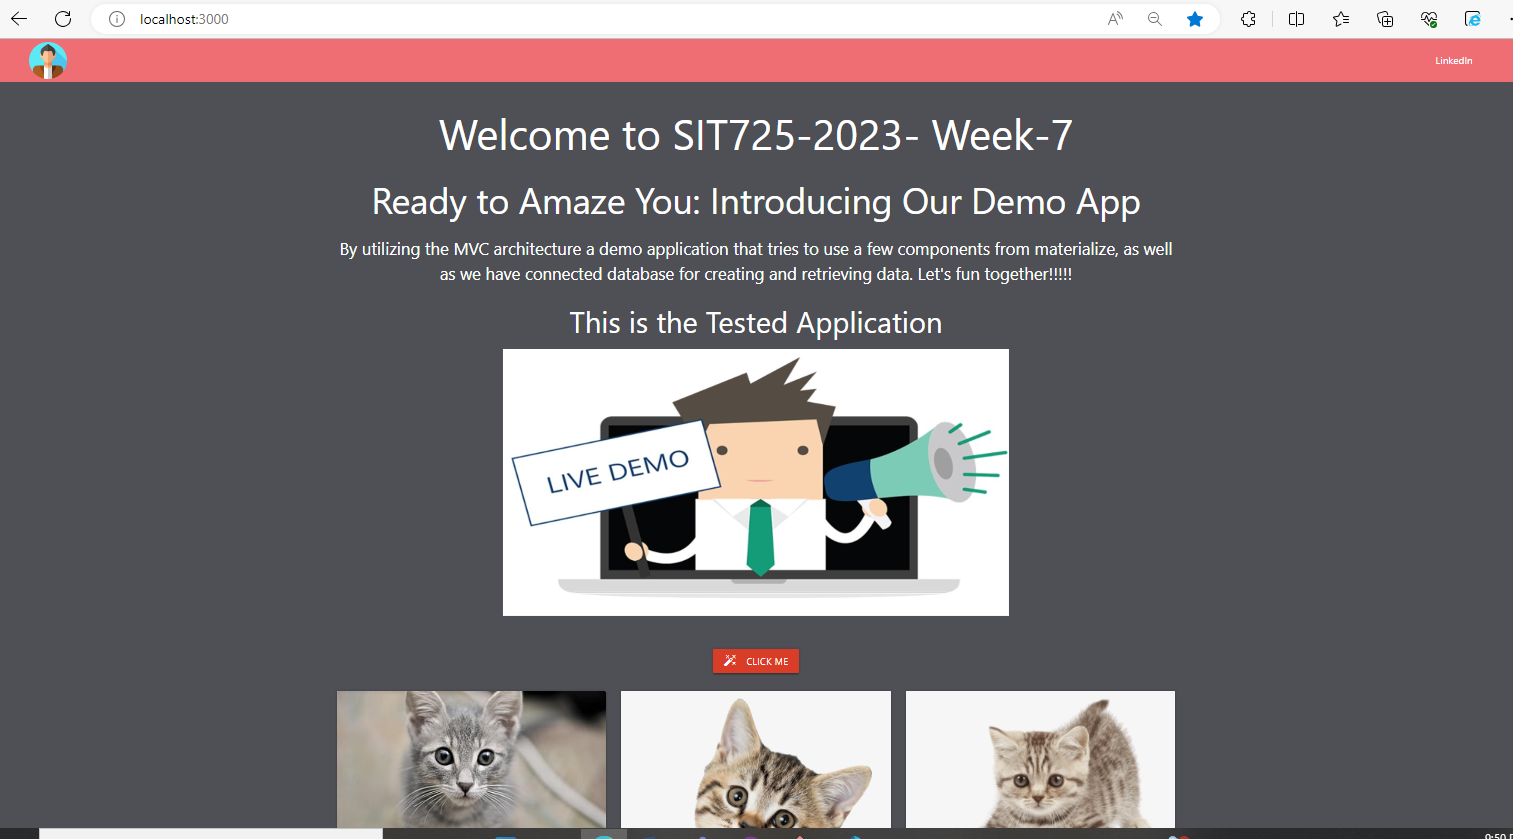 localhost:3000
LinkedIn
Welcome to SIT725-2023- Week-7
Ready to Amaze You: Introducing Our Demo App
By utilizing the MVC architecture a demo application that tries to use a few components from materialize, as well
as we have connected database for creating and retrieving data. Let's fun together!!!!!
This is the Tested Application
LIVE DEMO
CLICK ME